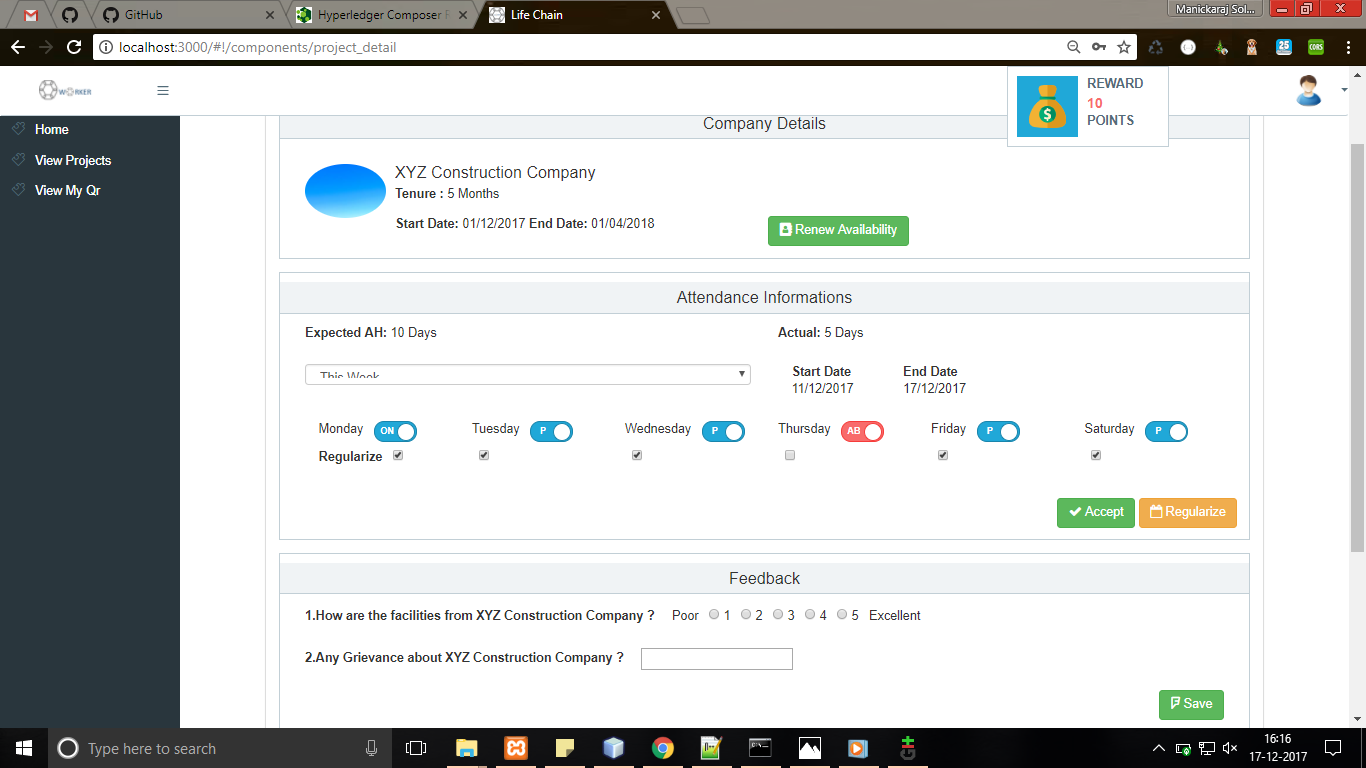 GitHub
Hyperledger Composer
Life Chain
Manickaraj Sol...
localhost:3000/#!/components/project_detail
25
CORS
WORKER
REWARD
10
POINTS
Home
View Projects
View My Qr
Company Details
XYZ Construction Company
Tenure : 5 Months
Start Date: 01/12/2017 End Date: 01/04/2018
Renew Availability
Attendance Informations
Expected AH: 10 Days
Actual: 5 Days
This Week
Start Date
End Date
11/12/2017
17/12/2017
Monday ON Tuesday P Wednesday P Thursday AB Friday P Saturday P
Regularize
Accept Regularize
Feedback
1.How are the facilities from XYZ Construction Company ? Poor 1 2 3 4 5 Excellent
2.Any Grievance about XYZ Construction Company ?
Save
Type here to search
16:16
17-12-2017